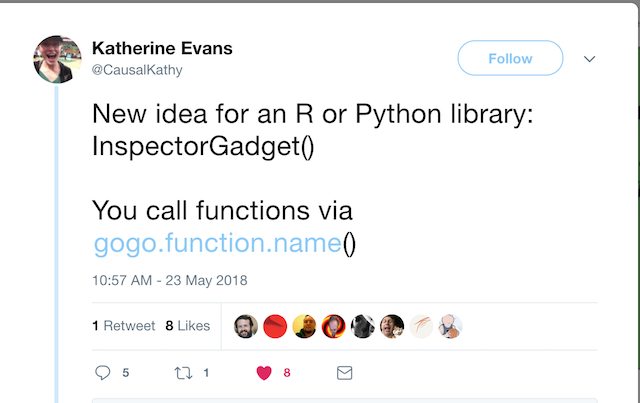 Katherine Evans
@CausalKathy
Follow
New idea for an R or Python library:
InspectorGadget()
You call functions via
gogo.function.name()
10:57 AM - 23 May 2018
1 Retweet 8 Likes
5 1 8